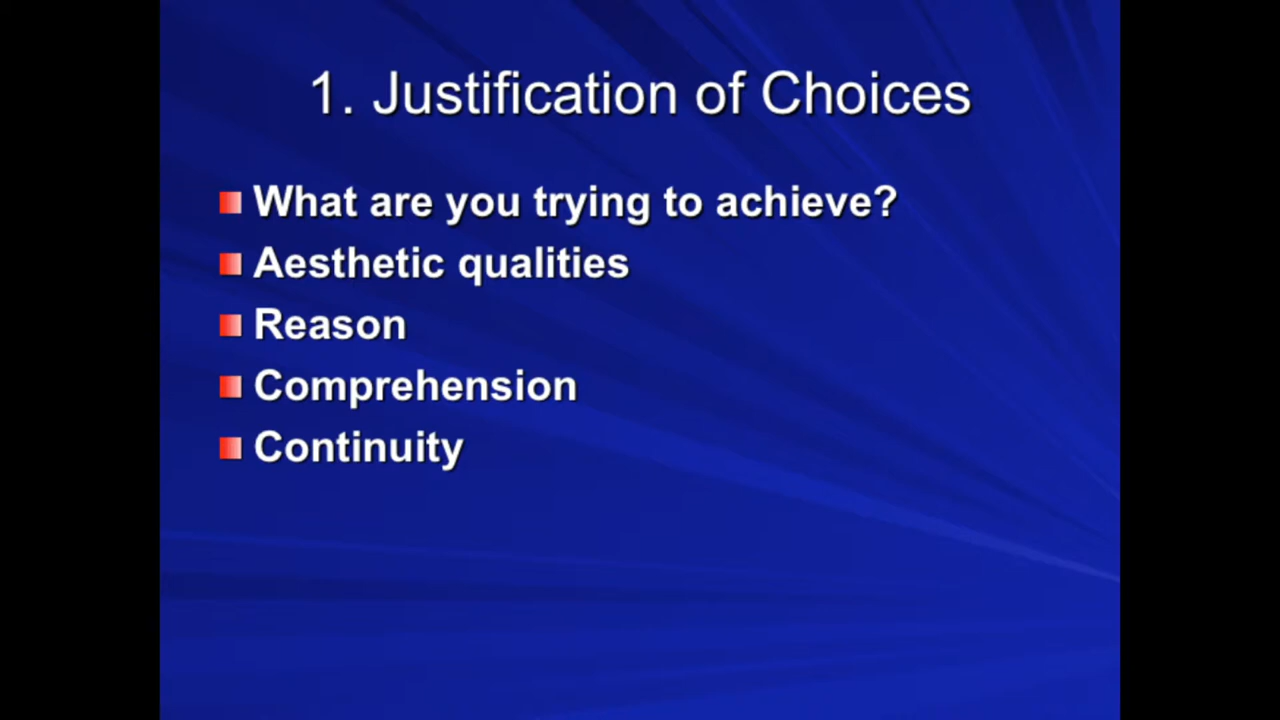 1. Justification of Choices
What are you trying to achieve?
Aesthetic qualities
Reason
Comprehension
Continuity